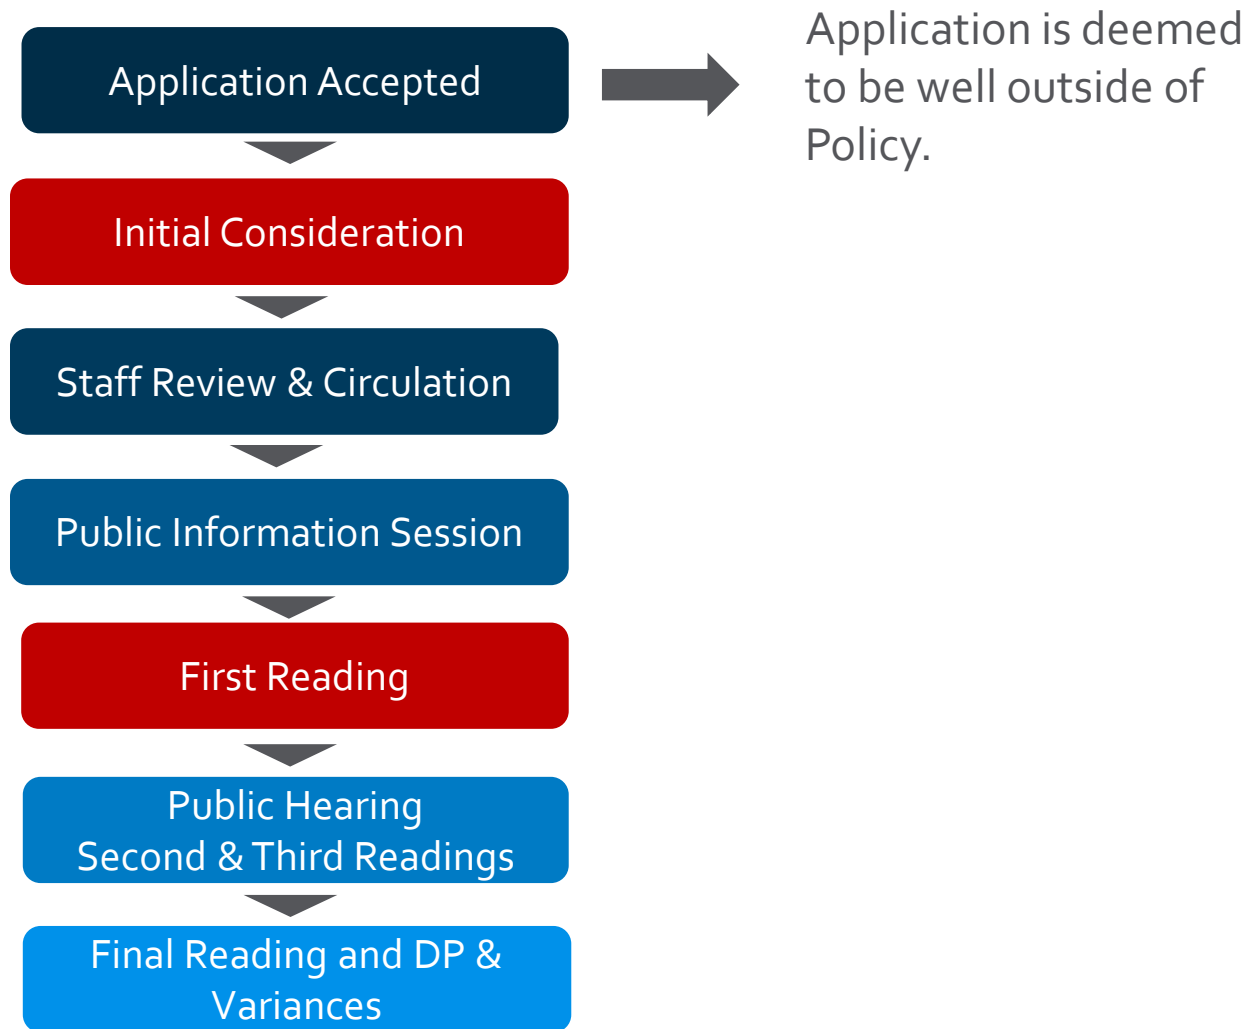 Application Accepted
Application is deemed
to be well outside of
Policy.
Initial Consideration
Staff Review & Circulation
Public Information Session
First Reading
Public Hearing
Second & Third Readings
Final Reading and DP &
Variances